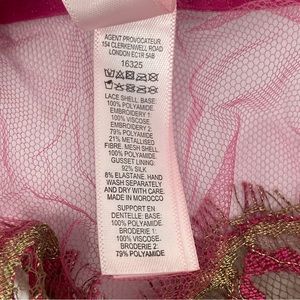 AGENT PROVOCATEUR
154 CLERKENWELL ROAD
LONDON EC1R 5AB
16325
LACE SHELL BASE:
100% POLYAMIDE.
EMBROIDERY 1:
100% VISCOSE.
EMBROIDERY 2:
79% POLYAMIDE
21% METALLISED
FIBRE. MESH SHELL:
100% POLYAMIDE.
GUSSET LINING:
92% SILK
8% ELASTANE. HAND
WASH SEPARATELY
AND DRY WITH CARE.
MADE IN MOROCCO
SUPPORT EN
DENTELLE: BASE:
100% POLYAMIDE.
BRODERIE 1:
100% VISCOSE.
BRODERIE 2:
79% POLYAMIDE